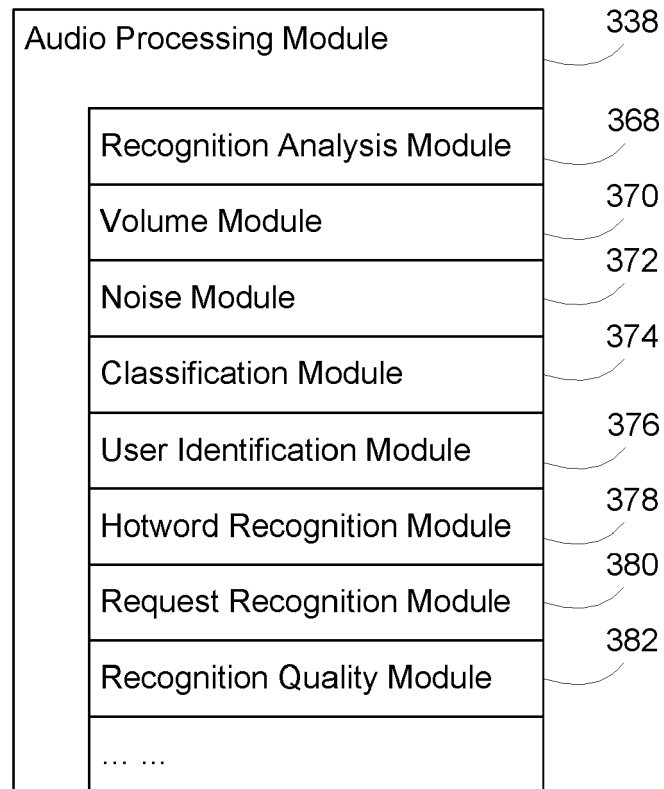 Audio Processing Module 338
Recognition Analysis Module 368
Volume Module 370
Noise Module 372
Classification Module 374
User Identification Module 376
Hotword Recognition Module 378
Request Recognition Module 380
Recognition Quality Module 382
... ...